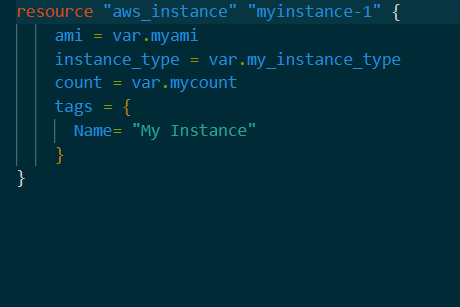 resource "aws_instance" "myinstance-1" {
ami = var.myami
instance_type = var.my_instance_type
count = var.mycount
tags = {
Name= "My Instance"
}
}